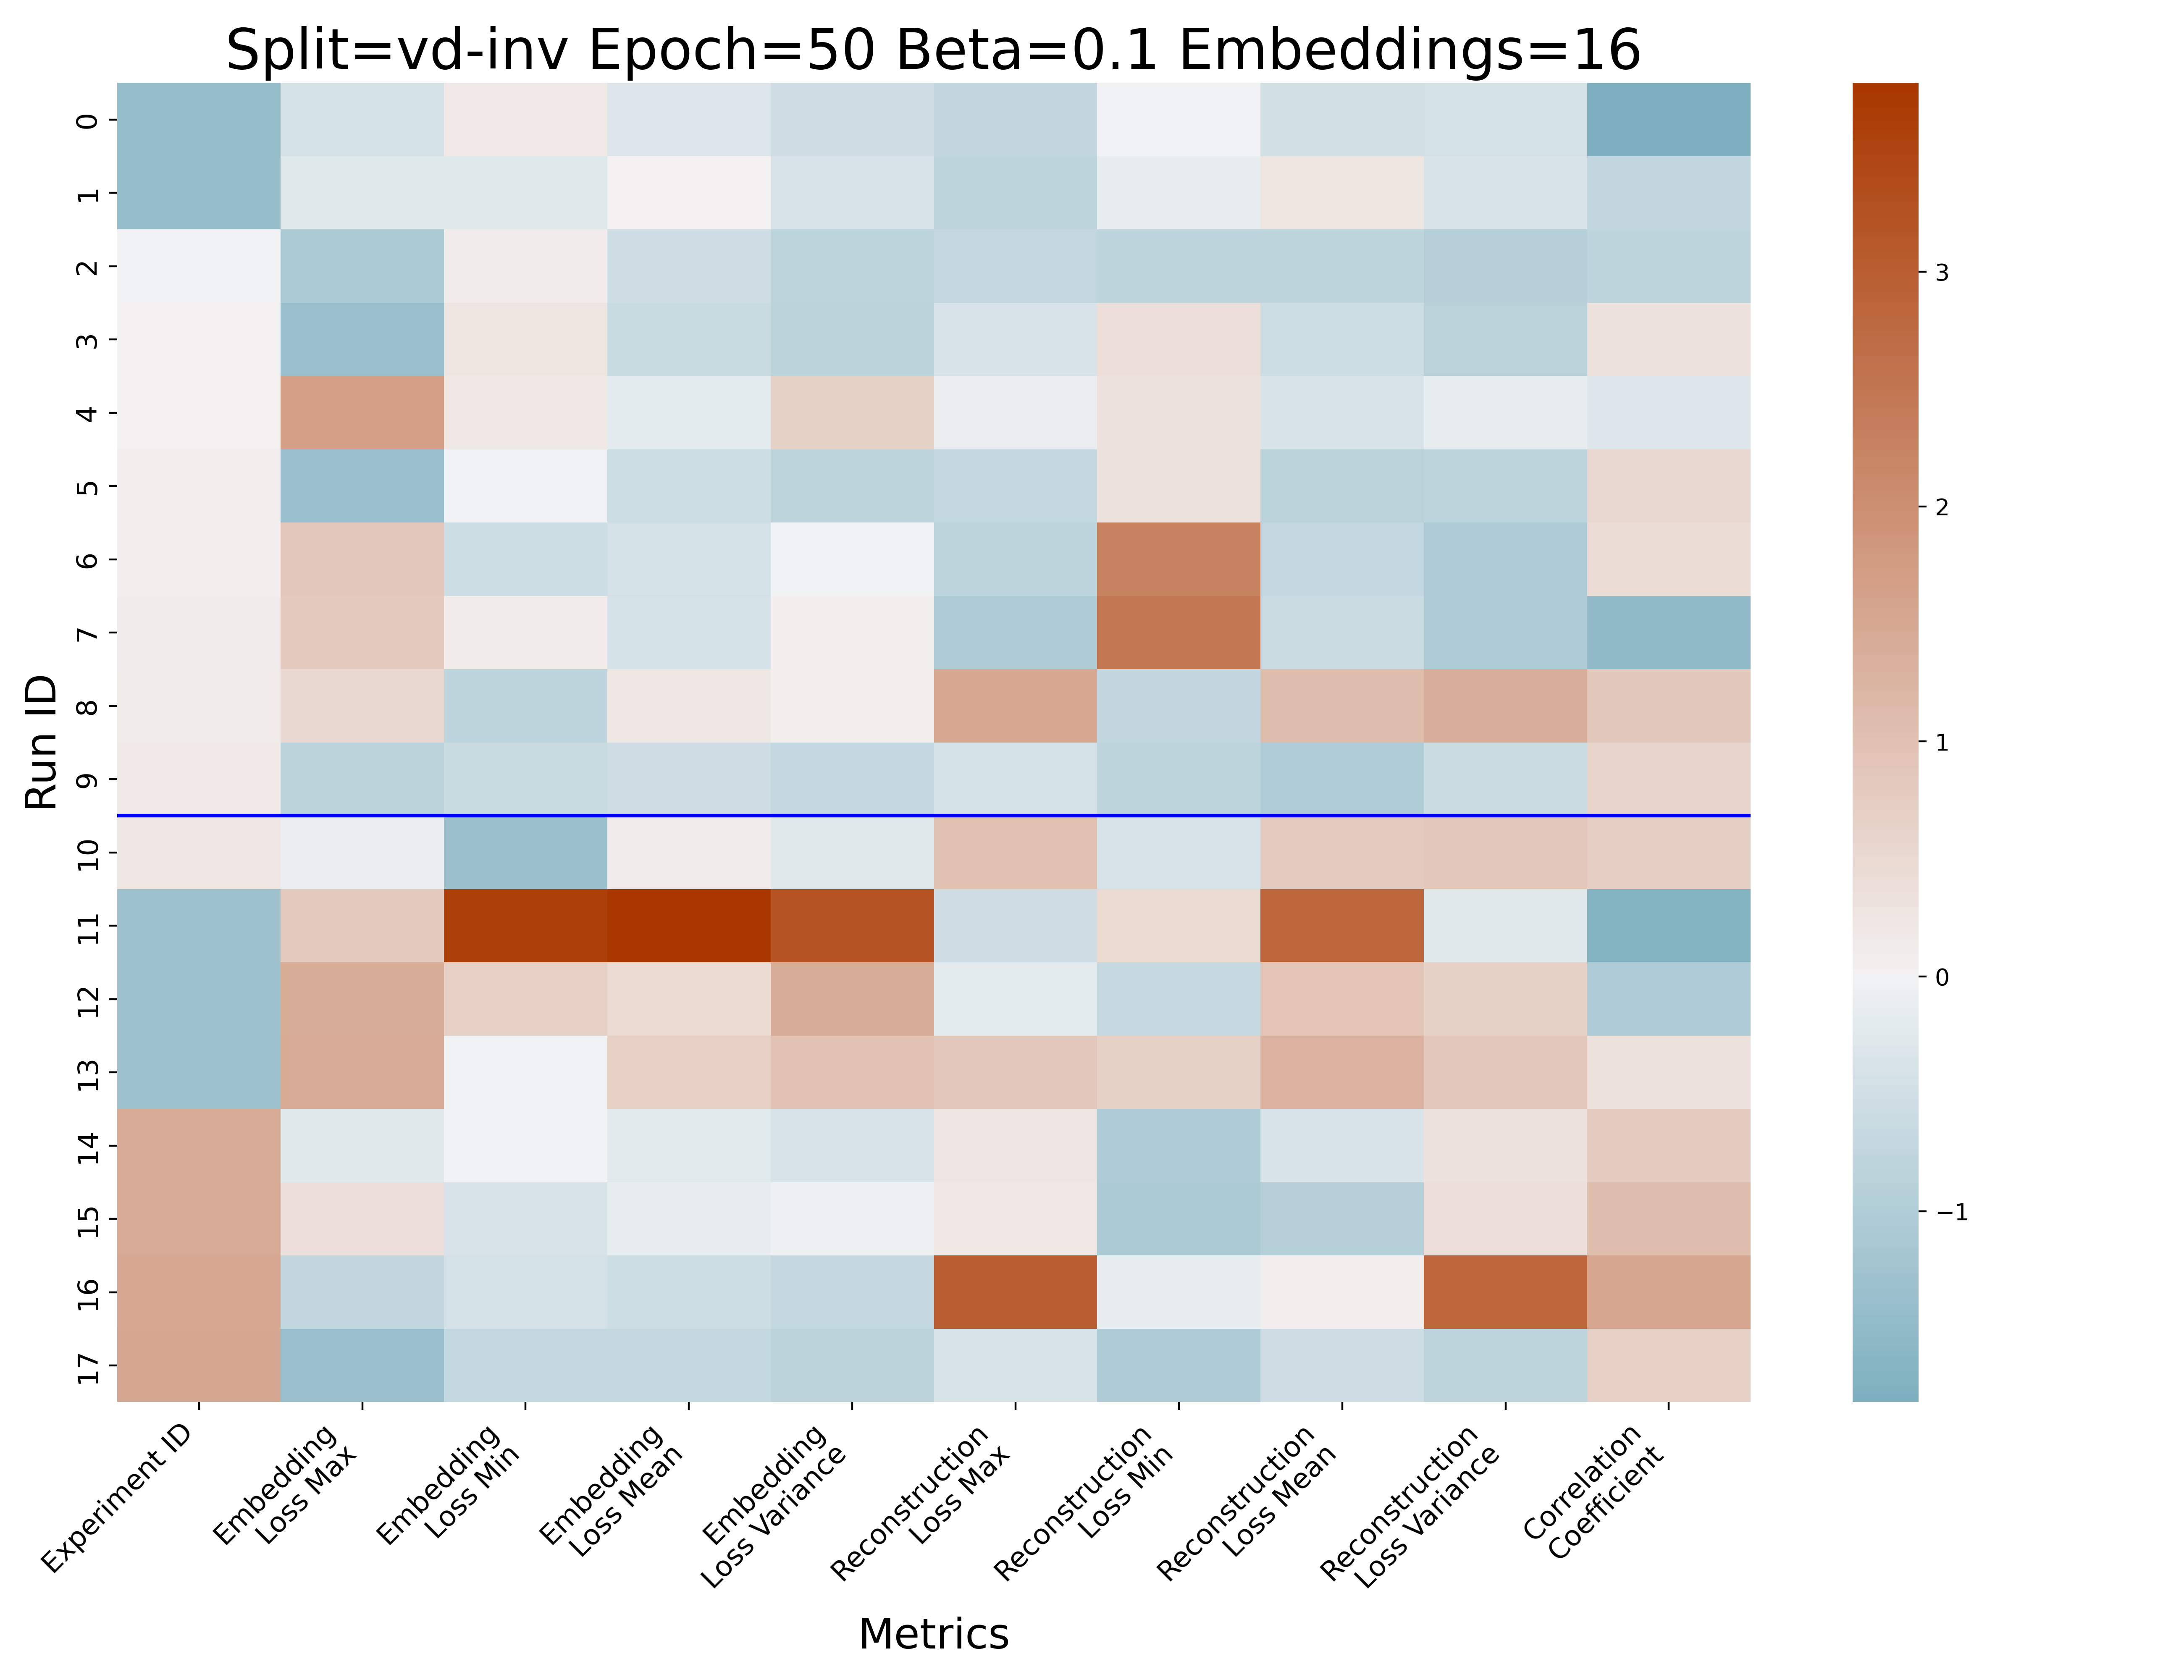 Split=vd-inv Epoch=50 Beta=0.1 Embeddings=16
Run ID
0
1
2
3
4
5
6
7
8
9
10
11
12
13
14
15
16
17
3
2
1
0
−1
Experiment ID
Embedding
Loss Max
Embedding
Loss Min
Embedding
Loss Mean
Embedding
Loss Variance
Reconstruction
Loss Max
Reconstruction
Loss Min
Reconstruction
Loss Mean
Reconstruction
Loss Variance
Correlation
Coefficient
Metrics